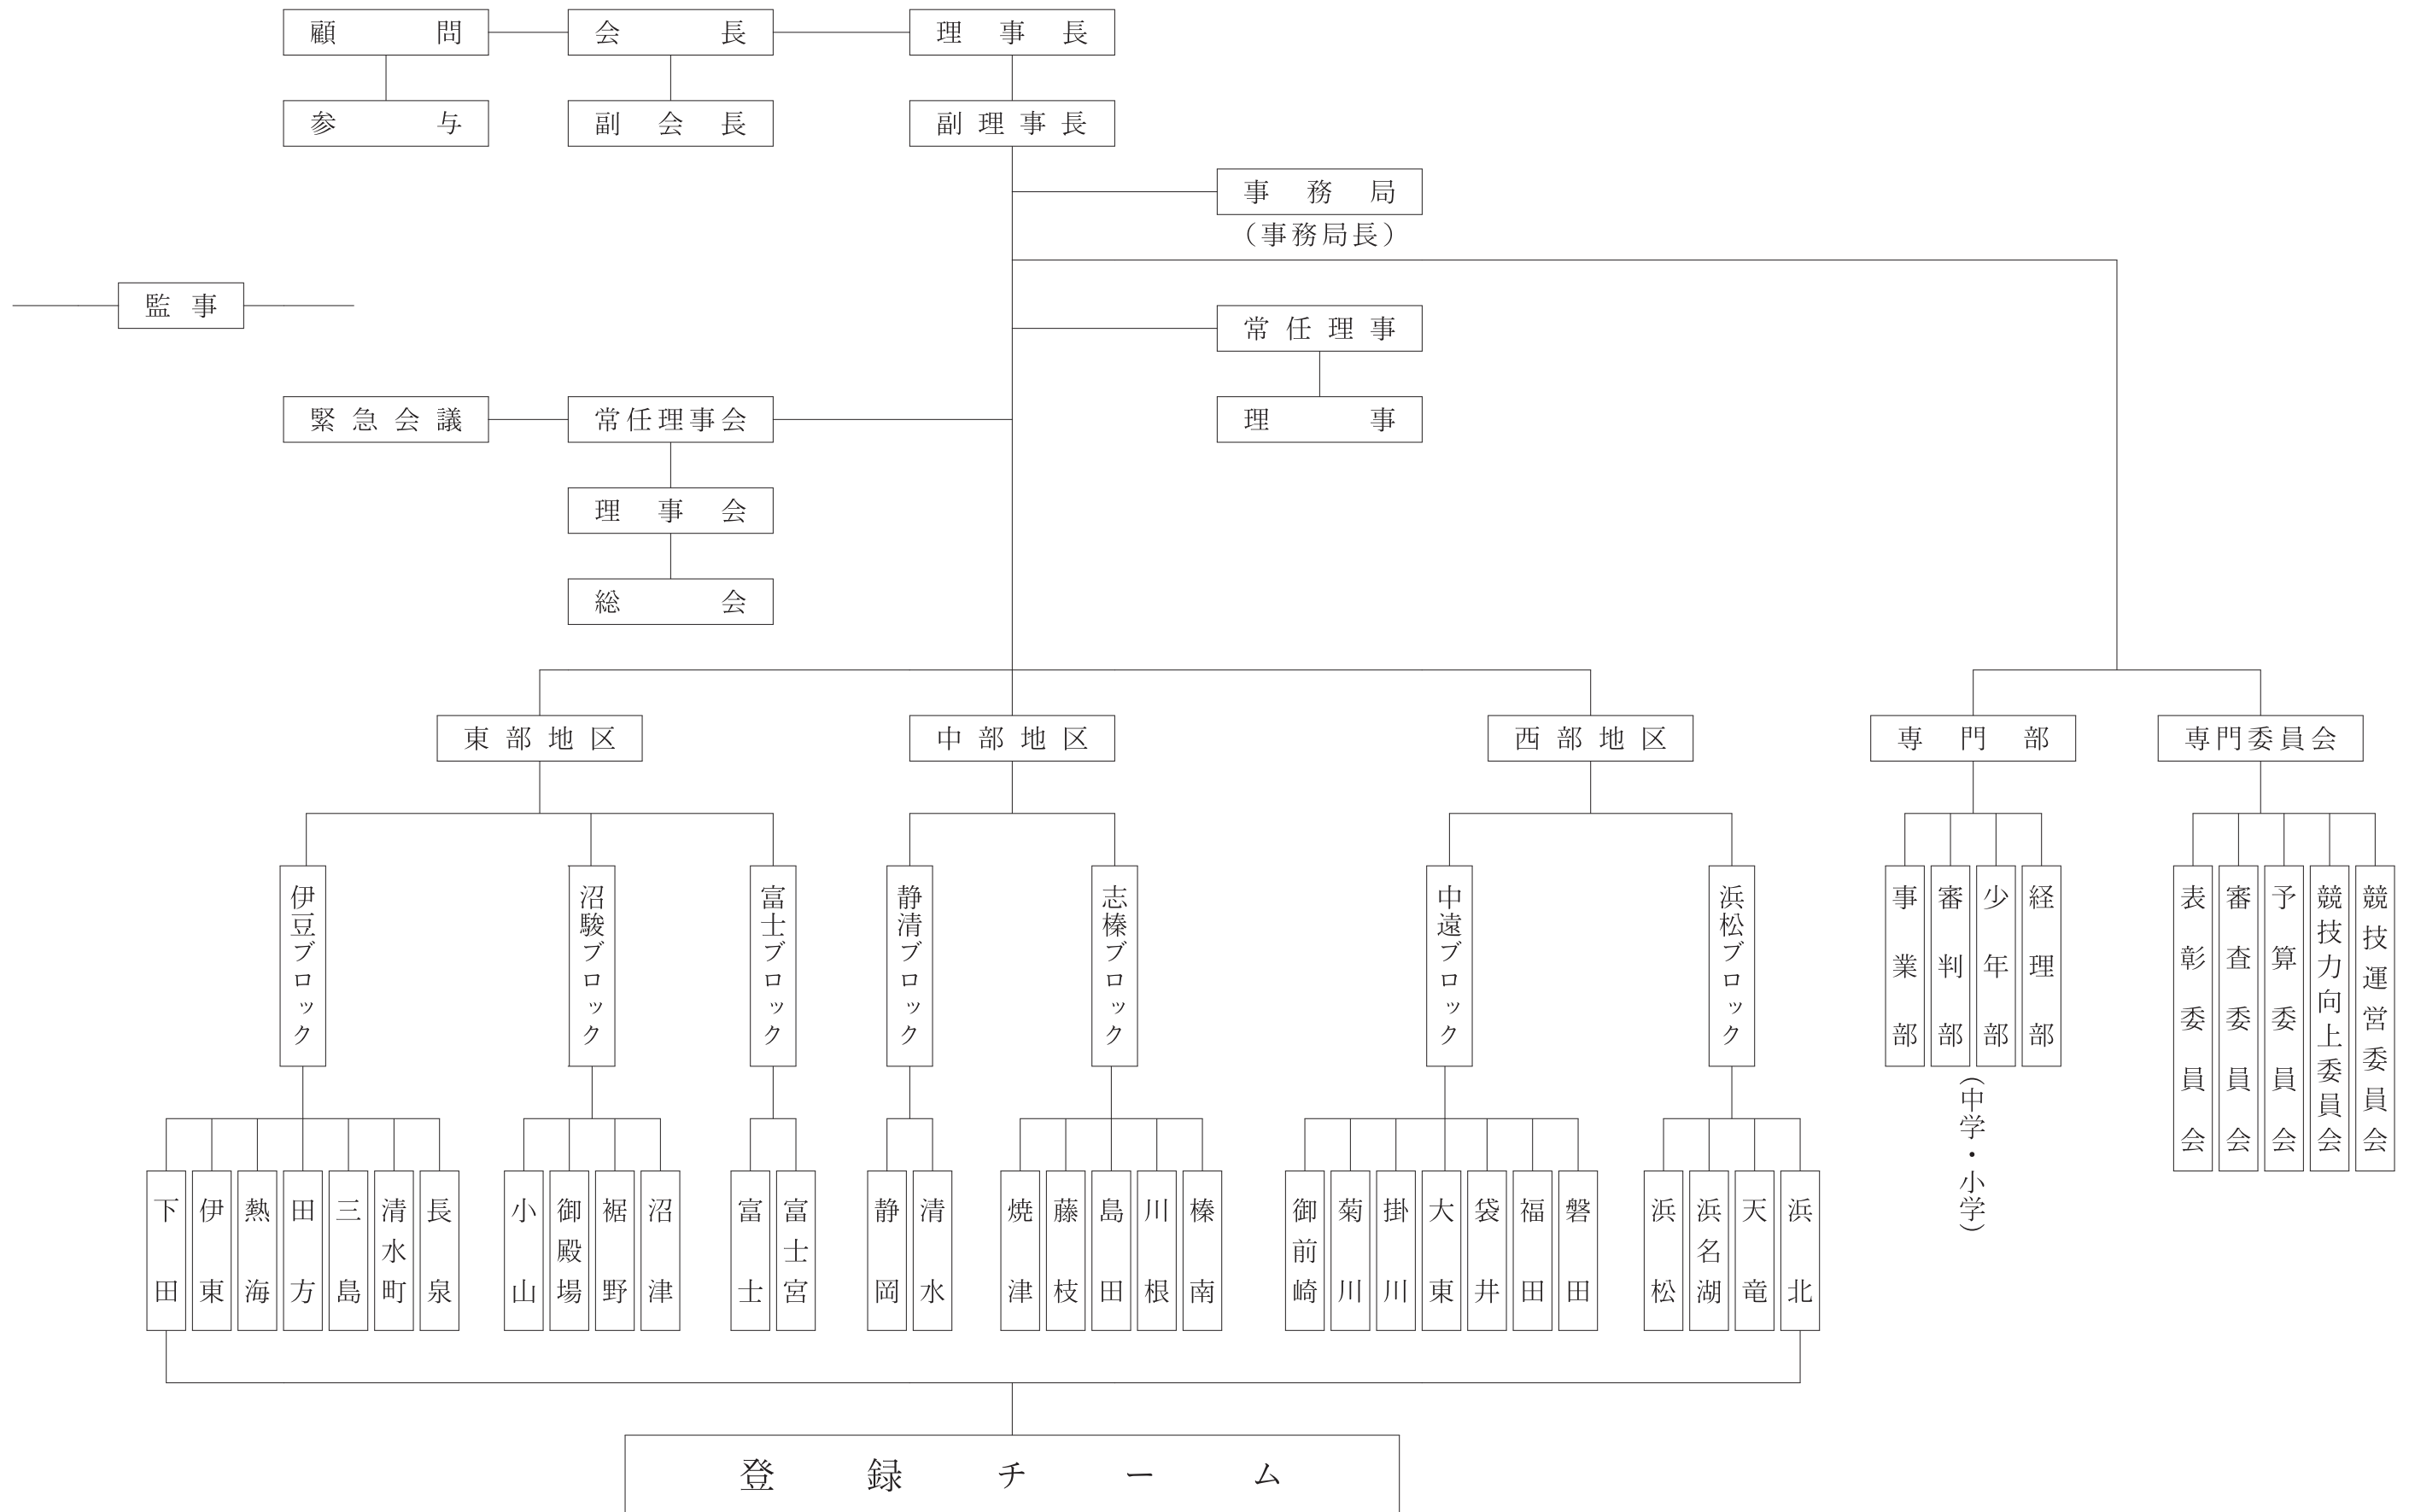 顧問
会長
理事長
参与
副会長
副理事長
事務局
（事務局長）
監事
常任理事
緊急会議
常任理事会
理事
理事会
総会
東部地区
中部地区
西部地区
専門部
専門委員会
伊豆ブロック
沼駿ブロック
富士ブロック
静清ブロック
志榛ブロック
中遠ブロック
浜松ブロック
事業部
審判部
少年部
経理部
（中学・小学）
表彰委員会
審査委員会
予算委員会
競技力向上委員会
競技運営委員会
下田
伊東
熱海
田方
三島
清水町
長泉
小山
御殿場
裾野
沼津
富士
富士宮
静岡
清水
焼津
藤枝
島田
川根
榛南
御前崎
菊川
掛川
大東
袋井
福田
磐田
浜松
浜名湖
天竜
浜北
登録チーム